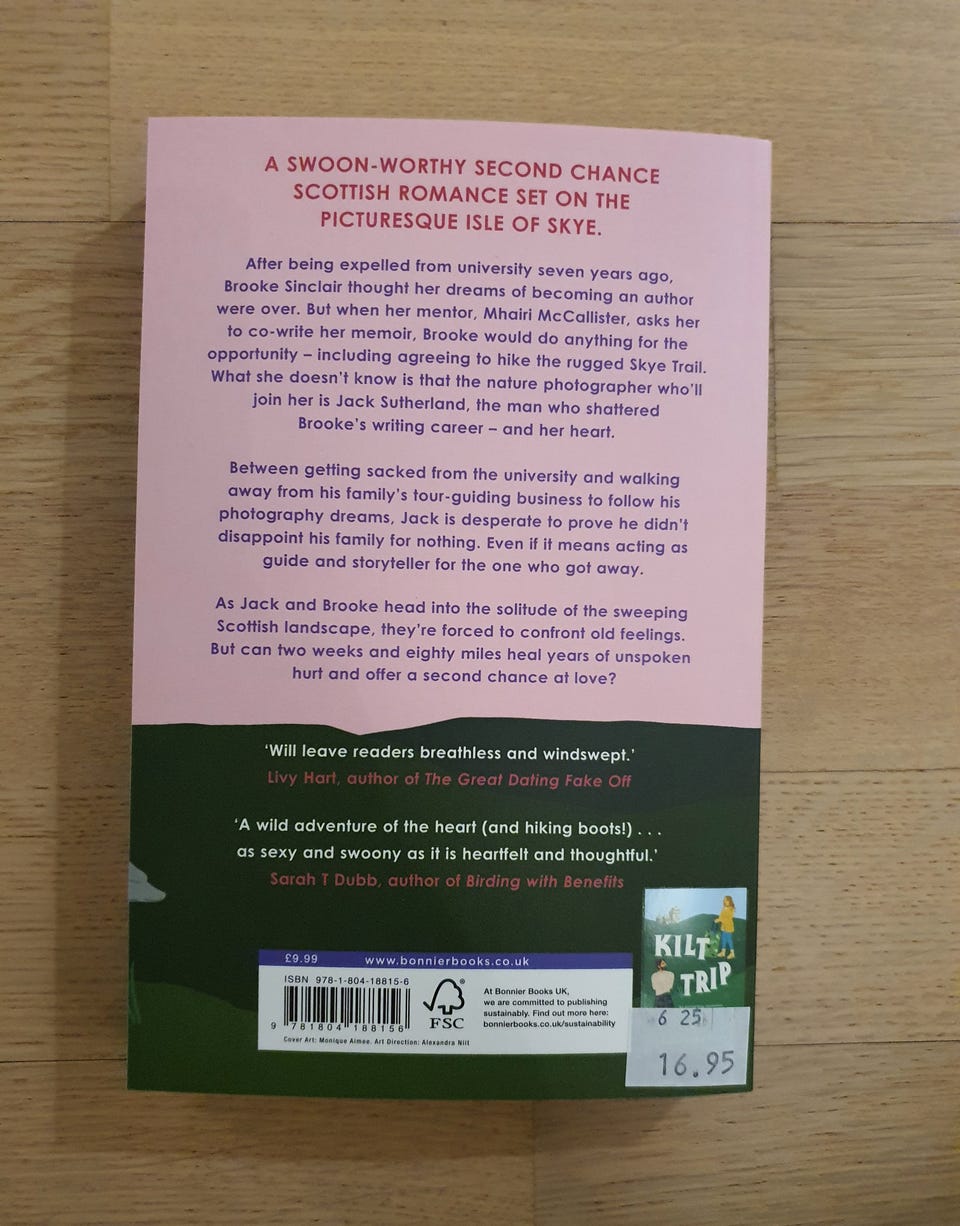 A SWOON-WORTHY SECOND CHANCE
SCOTTISH ROMANCE SET ON THE
PICTURESQUE ISLE OF SKYE.
After being expelled from university seven years ago,
Brooke Sinclair thought her dreams of becoming an author
were over. But when her mentor, Mhairi McCallister, asks her
to co-write her memoir, Brooke would do anything for the
opportunity – including agreeing to hike the rugged Skye Trail.
What she doesn't know is that the nature photographer who'll
join her is Jack Sutherland, the man who shattered
Brooke's writing career – and her heart.
Between getting sacked from the university and walking
away from his family's tour-guiding business to follow his
photography dreams, Jack is desperate to prove he didn't
disappoint his family for nothing. Even if it means acting as
guide and storyteller for the one who got away.
As Jack and Brooke head into the solitude of the sweeping
Scottish landscape, they're forced to confront old feelings.
But can two weeks and eighty miles heal years of unspoken
hurt and offer a second chance at love?
'Will leave readers breathless and windswept.'
Livy Hart, author of The Great Dating Fake Off
'A wild adventure of the heart (and hiking boots!) . . .
as sexy and swoony as it is heartfelt and thoughtful.'
Sarah T Dubb, author of Birding with Benefits
£9.99 www.bonnierbooks.co.uk
ISBN 978-1-804-18815-6
9 781804 188156
FSC
Cover Art: Monique Aimee. Art Direction: Alexandra Niit
At Bonnier Books UK,
we are committed to publishing
sustainably. Find out more here:
bonnierbooks.co.uk/sustainability
KILT
TRIP
6 25
16.95